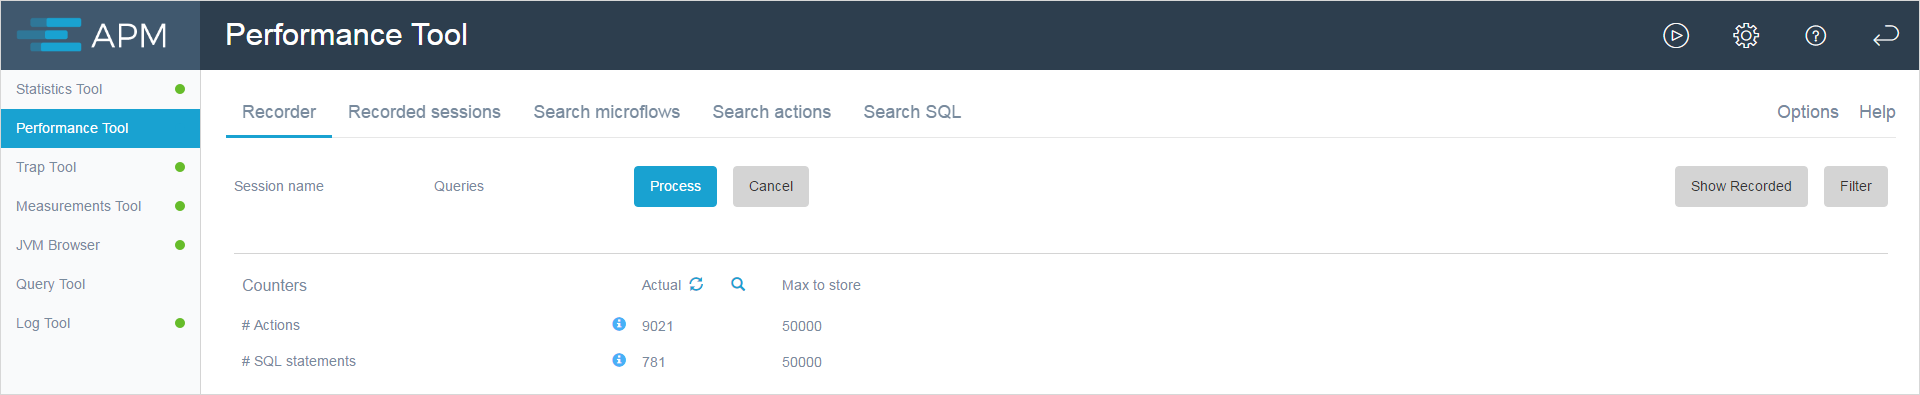 APM
Performance Tool
Statistics Tool
Performance Tool
Trap Tool
Measurements Tool
JVM Browser
Query Tool
Log Tool
Recorder Recorded sessions Search microflows Search actions Search SQL Options Help
Session name Queries Process Cancel Show Recorded Filter
Counters Actual Max to store
# Actions 9021 50000
# SQL statements 781 50000